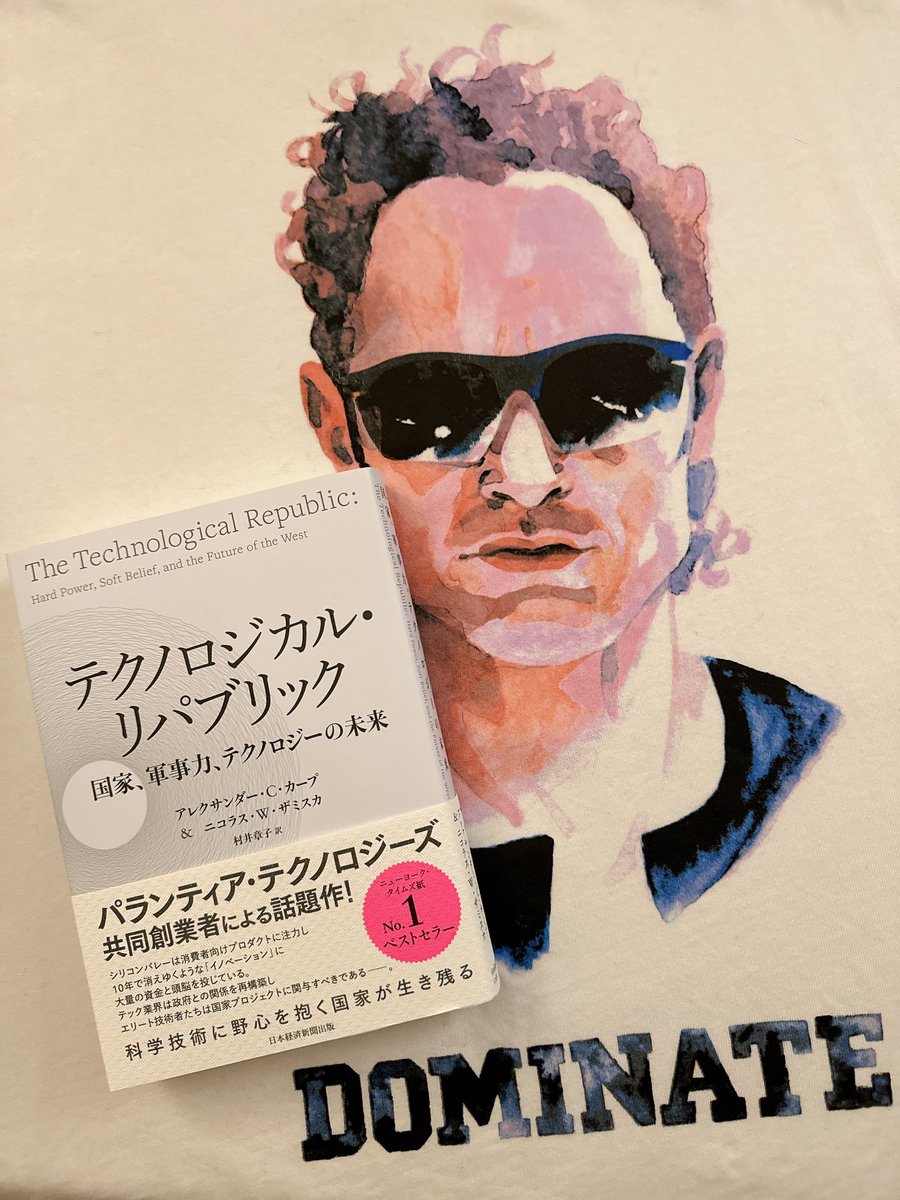 The Technological Republic:
Hard Power, Soft Belief, and the Future of the West
テクノロジカル・
リパブリック
国家、軍事力、テクノロジーの未来
アレクサンダー・C・カープ
& ニコラス・W・ザミスカ
村井章子 訳
パランティア・テクノロジーズ
共同創業者による話題作!
ニューヨーク・
タイムズ紙
No.1
ベストセラー
シリコンバレーは消費者向けプロダクトに注力し
10年で消えゆくような「イノベーション」に
大量の資金と頭脳を投じている。
テック業界は政府との関係を再構築し
エリート技術者たちは国家プロジェクトに関与すべきである――。
科学技術に野心を抱く国家が生き残る
日本経済新聞出版
The Technological Republic:
DOMINATE